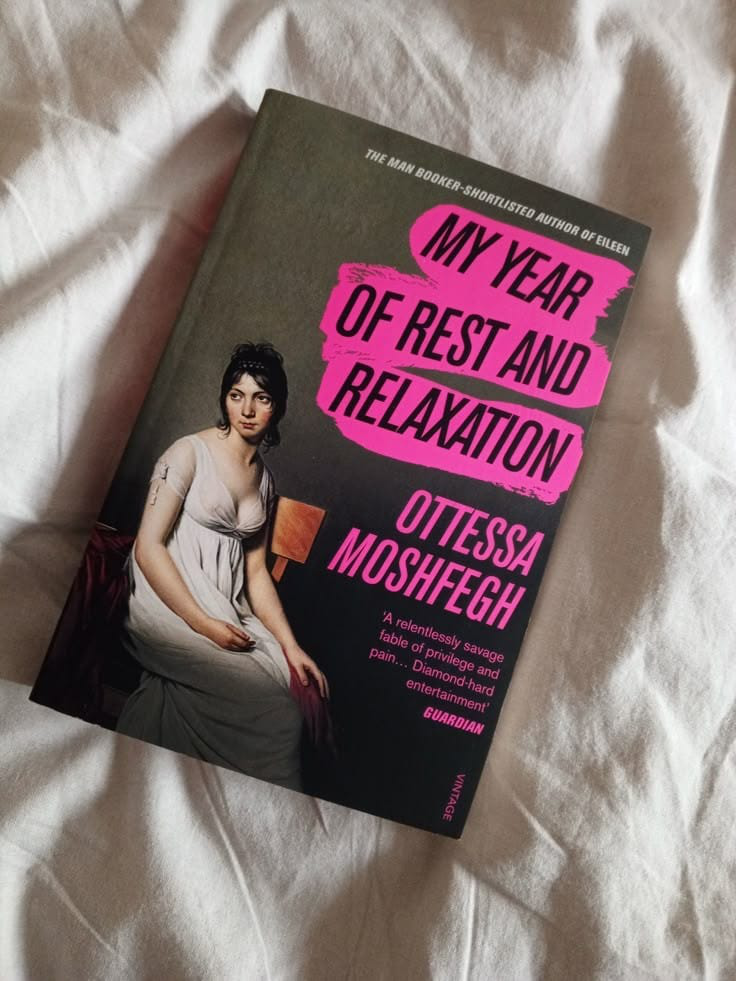 THE MAN BOOKER-SHORTLISTED AUTHOR OF EILEEN
MY YEAR
OF REST AND
RELAXATION
OTTESSA
MOSHFEGH
‘A relentlessly savage
fable of privilege and
pain... Diamond-hard
entertainment’
GUARDIAN
VINTAGE